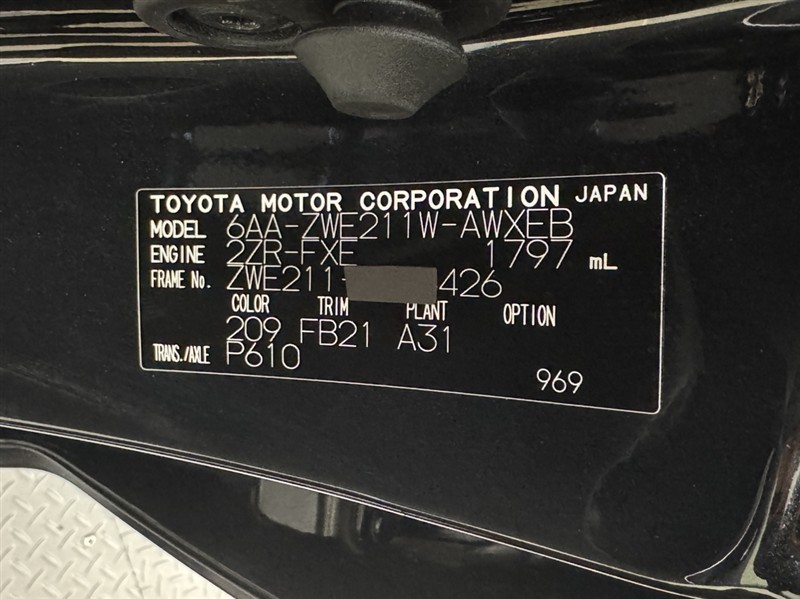 TOYOTA MOTOR CORPORATION JAPAN
MODEL 6AA-ZWE211W-AWXEB
ENGINE 2ZR-FXE 1797 mL
FRAME No. ZWE211- 426
COLOR TRIM PLANT OPTION
209 FB21 A31
TRANS./AXLE P610
969